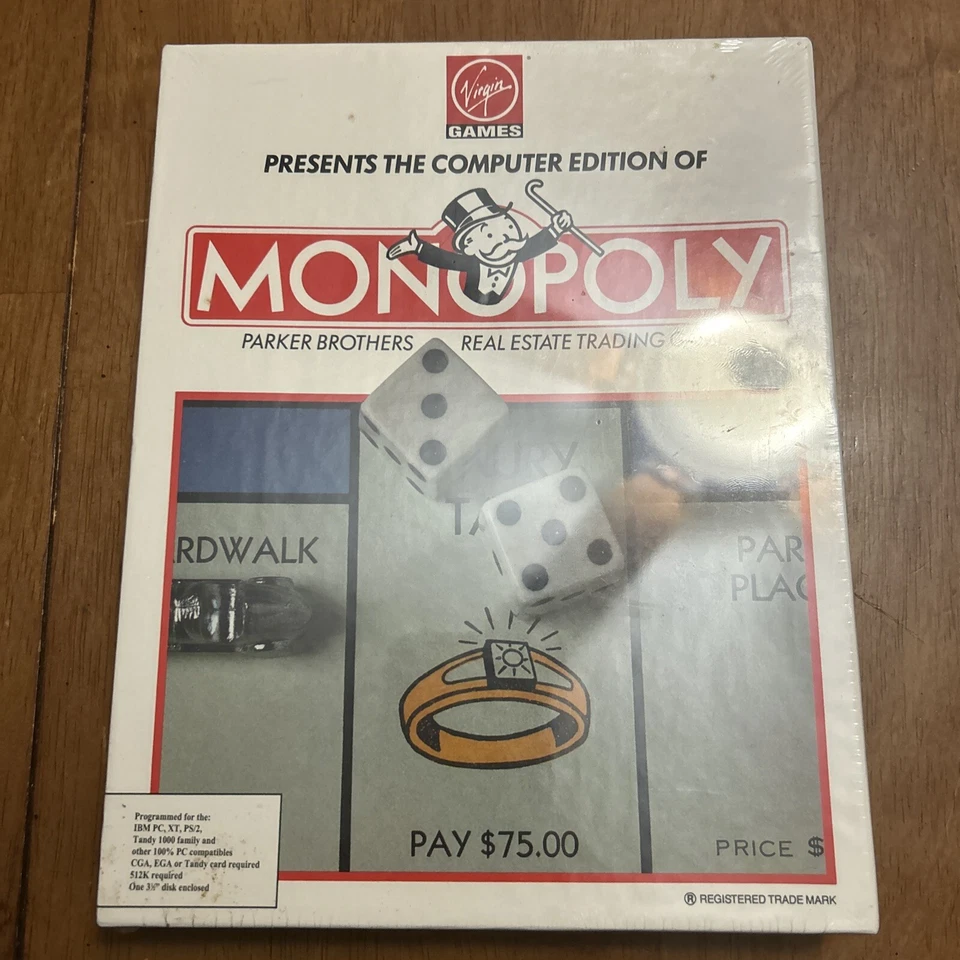 Virgin
GAMES
PRESENTS THE COMPUTER EDITION OF
MONOPOLY
PARKER BROTHERS REAL ESTATE TRADING
RDWALK
PAR
PLAC
PAY $75.00
PRICE $
Programmed for the:
IBM PC, XT, PS/2,
Tandy 1000 family and
other 100% PC compatibles
CGA, EGA or Tandy card required
512K required
One 3½" disk enclosed
® REGISTERED TRADE MARK